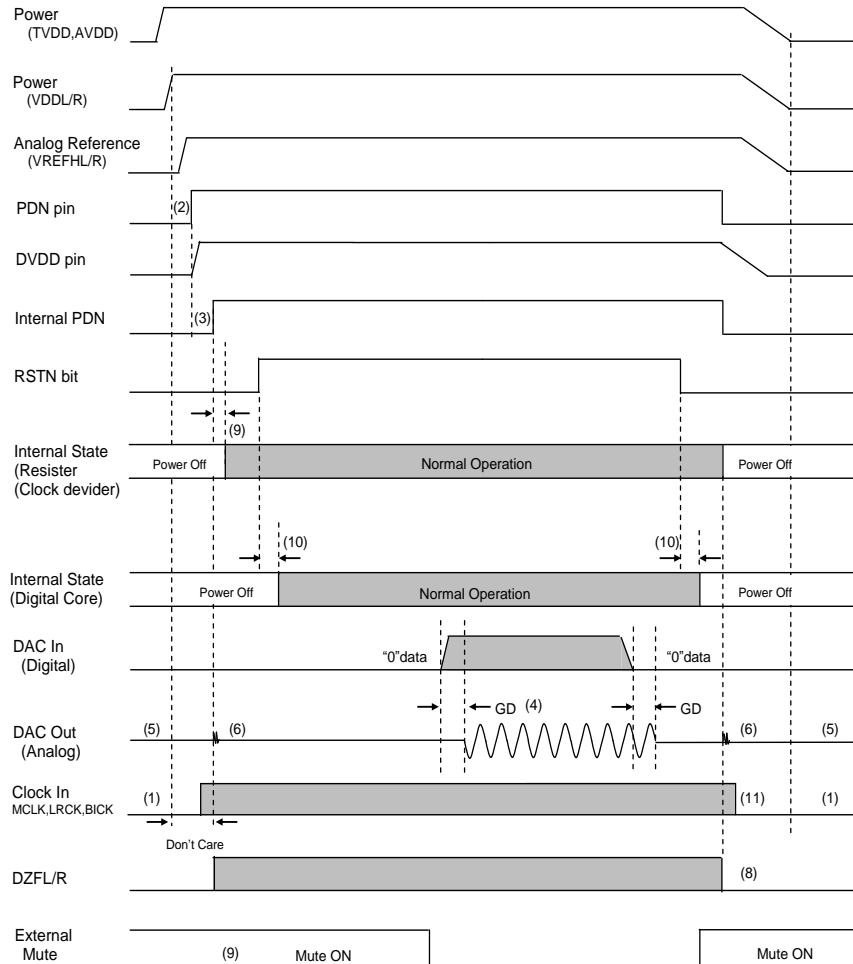 Power
(TVDD,AVDD)
Power
(VDDL/R)
Analog Reference
(VREFHL/R)
PDN pin
(2)
DVDD pin
Internal PDN
(3)
RSTN bit
(9)
Internal State
(Resister
(Clock devider)
Power Off
Normal Operation
Power Off
(10)
(10)
Internal State
(Digital Core)
Power Off
Normal Operation
Power Off
DAC In
(Digital)
“0”data
“0”data
GD
(4)
GD
DAC Out
(Analog)
(5)
(6)
(6)
(5)
Clock In
MCLK,LRCK,BICK
(1)
(11)
(1)
Don’t Care
DZFL/R
(8)
External
Mute
(9)
Mute ON
Mute ON